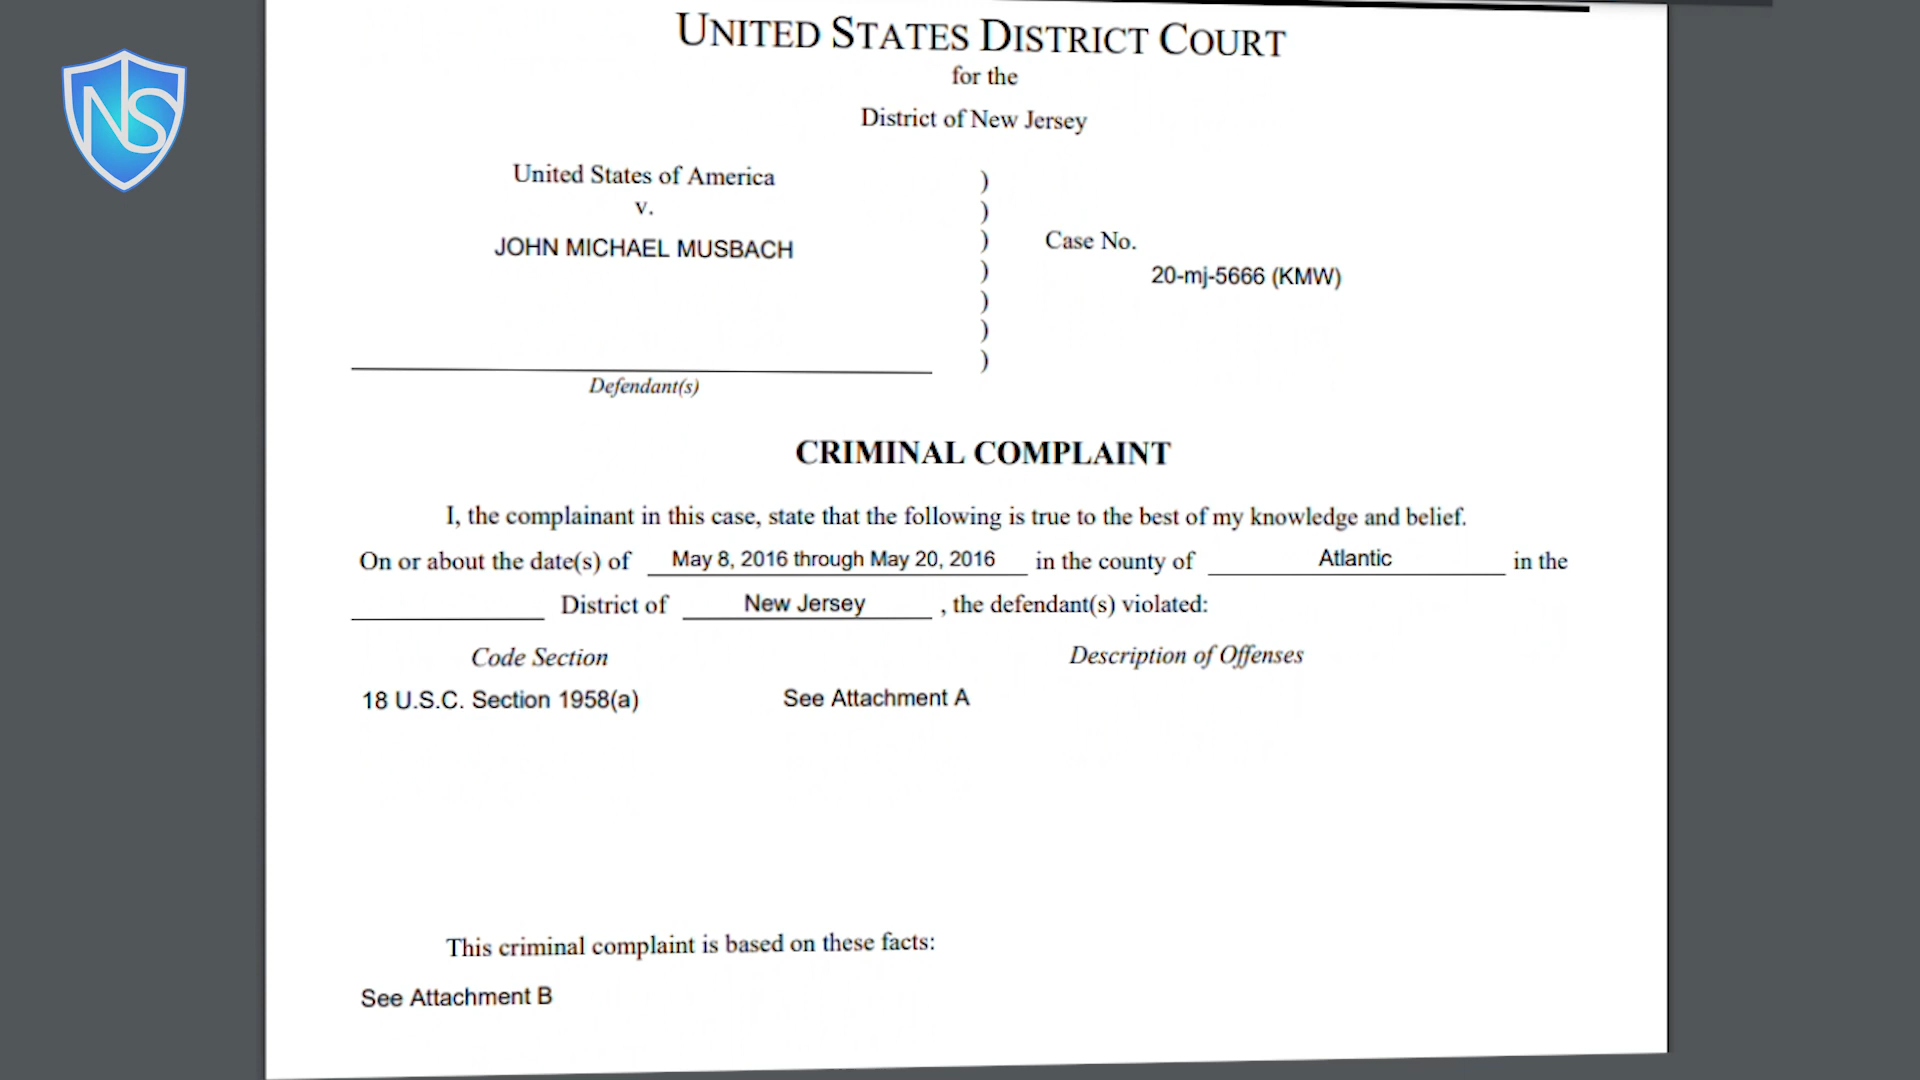 NS
UNITED STATES DISTRICT COURT
for the
District of New Jersey
United States of America
v.
JOHN MICHAEL MUSBACH
)
)
)
)
)
)
)
Case No.
20-mj-5666 (KMW)
Defendant(s)
CRIMINAL COMPLAINT
I, the complainant in this case, state that the following is true to the best of my knowledge and belief.
On or about the date(s) of May 8, 2016 through May 20, 2016 in the county of Atlantic in the
District of New Jersey , the defendant(s) violated:
Code Section Description of Offenses
18 U.S.C. Section 1958(a) See Attachment A
This criminal complaint is based on these facts:
See Attachment B